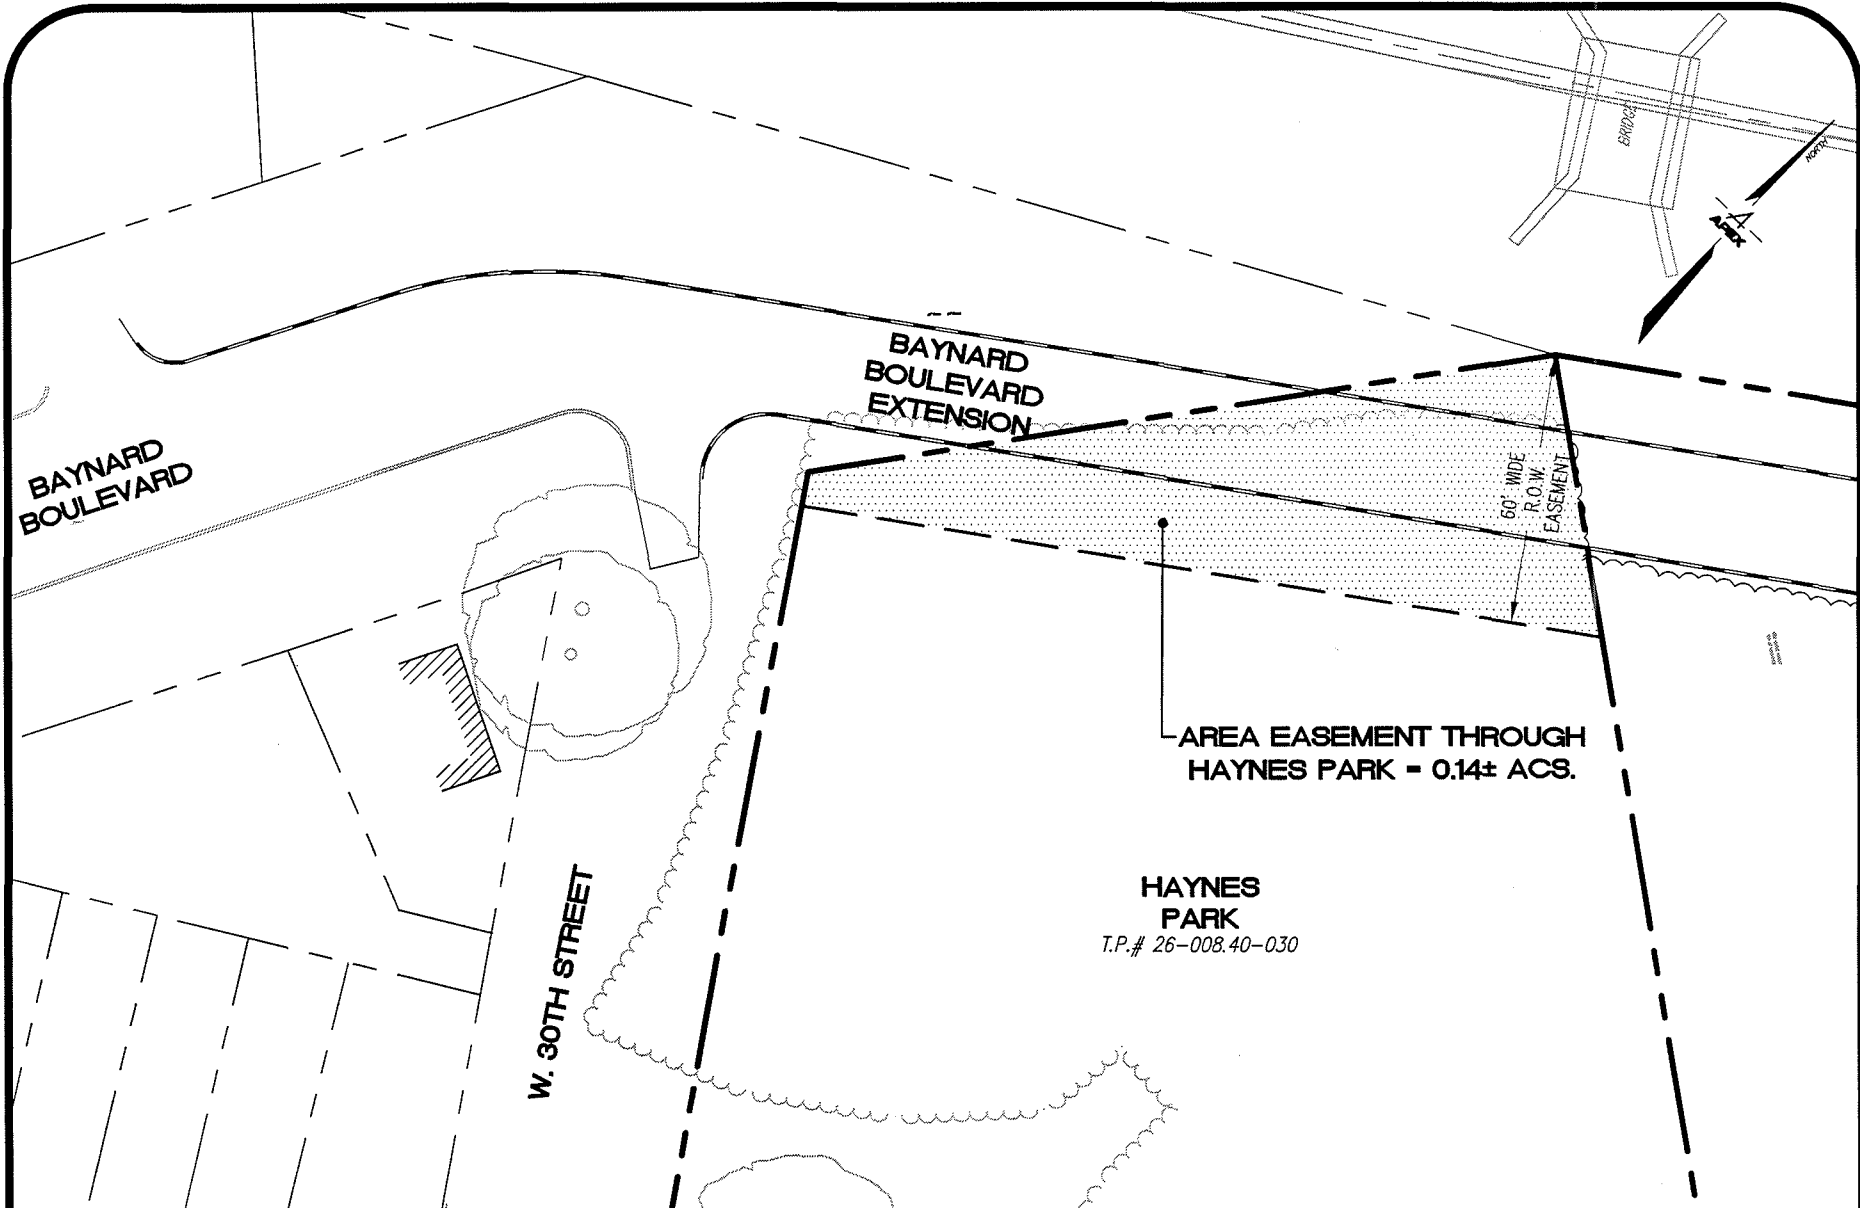 BRIDGE
NORTH
APEX
BAYNARD
BOULEVARD
EXTENSION
BAYNARD
BOULEVARD
60' WIDE
R.O.W.
EASEMENT
AREA EASEMENT THROUGH
HAYNES PARK = 0.14± ACS.
HAYNES
PARK
T.P.# 26-008.40-030
W. 30TH STREET